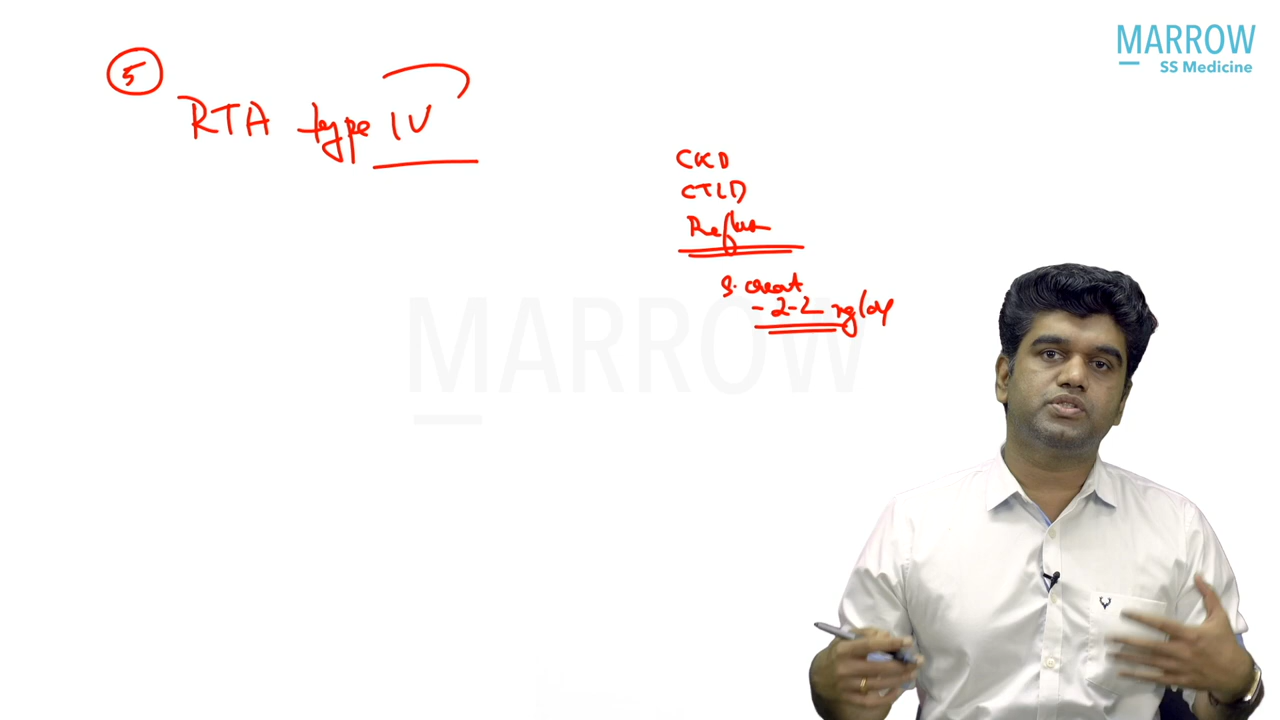 MARROW
SS Medicine
5
RTA type IV
CKD
CTLD
Reflux
S. creat
- 2-2 mg/dl
MARROW